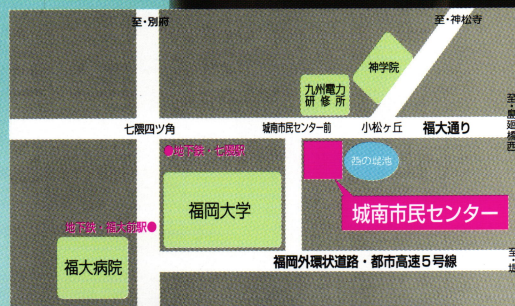 至・別府
至・神松寺
神学院
九州電力
研修所
七隈四ツ角
城南市民センター前
小松ヶ丘
福大通り
地下鉄・七隈駅
福岡大学
城南市民センター
地下鉄・福大前駅
福大病院
福岡外環状道路・都市高速5号線
至・堤